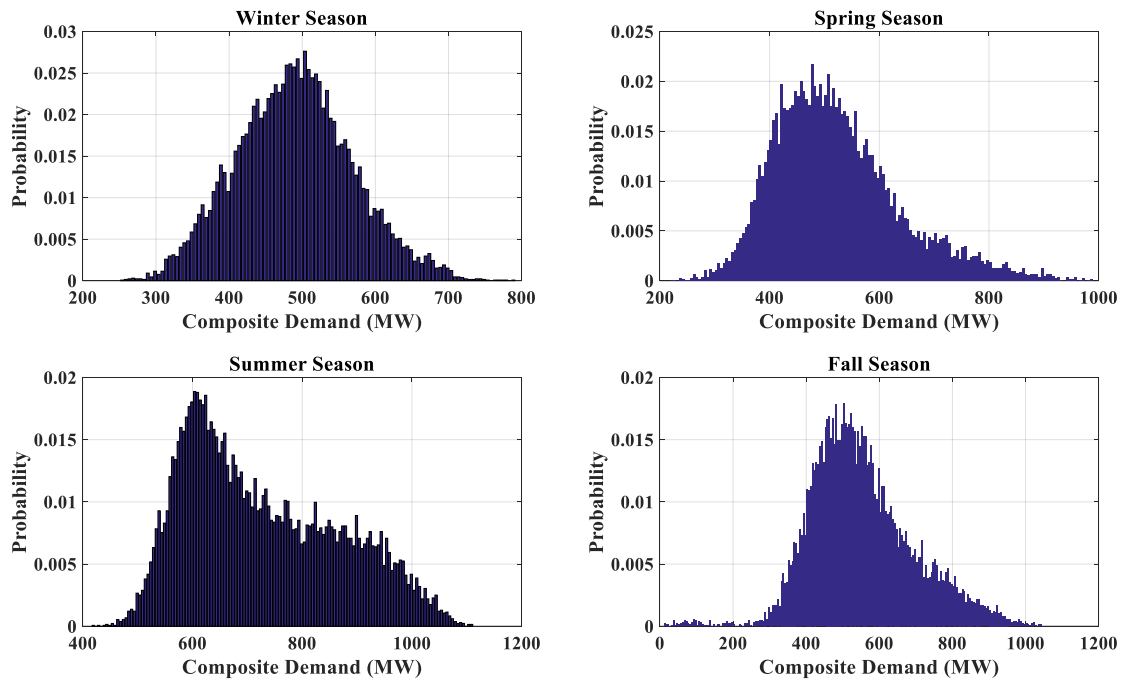 Winter Season
0.03
0.025
0.02
0.015
0.01
0.005
0
Probability
200 300 400 500 600 700 800
Composite Demand (MW)
Spring Season
0.025
0.02
0.015
0.01
0.005
0
Probability
200 400 600 800 1000
Composite Demand (MW)
Summer Season
0.02
0.015
0.01
0.005
0
Probability
400 600 800 1000 1200
Composite Demand (MW)
Fall Season
0.02
0.015
0.01
0.005
0
Probability
0 200 400 600 800 1000 1200
Composite Demand (MW)